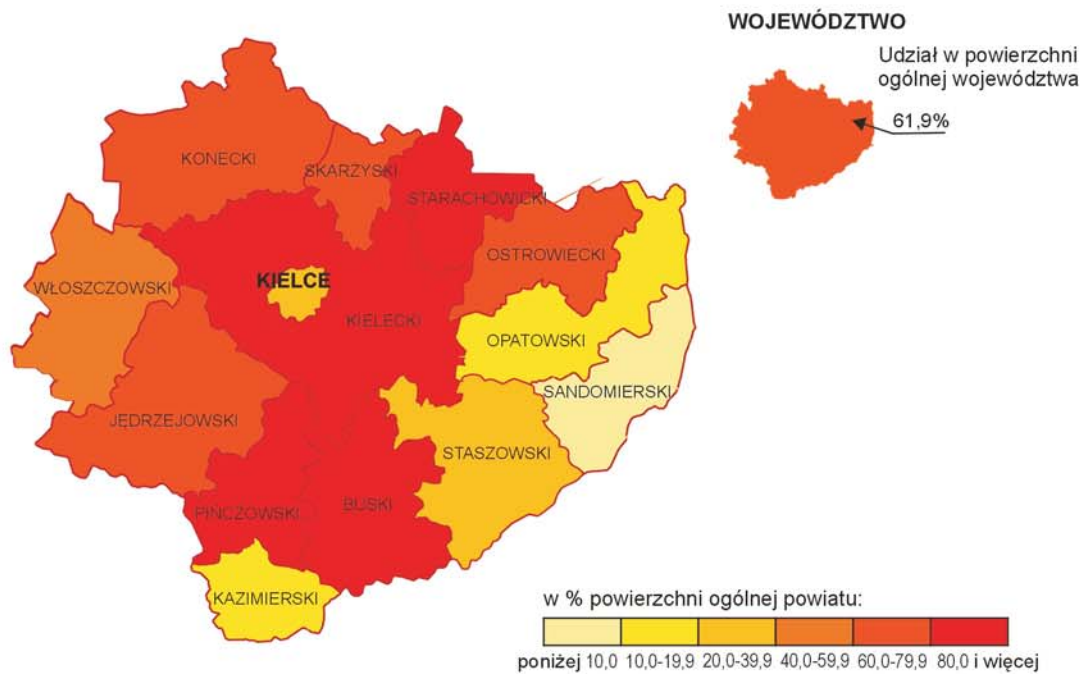 WOJEWÓDZTWO
Udział w powierzchni
ogólnej województwa
61,9%
KONECKI
SKARZYSKI
STARACHOWICKI
OSTROWIECKI
WŁOSZCZOWSKI
KIELCE
KIELECKI
OPATOWSKI
SANDOMIERSKI
JĘDRZEJOWSKI
STASZOWSKI
PIŃCZOWSKI
BUSKI
KAZIMIERSKI
w % powierzchni ogólnej powiatu:
poniżej 10,0 10,0-19,9 20,0-39,9 40,0-59,9 60,0-79,9 80,0 i więcej